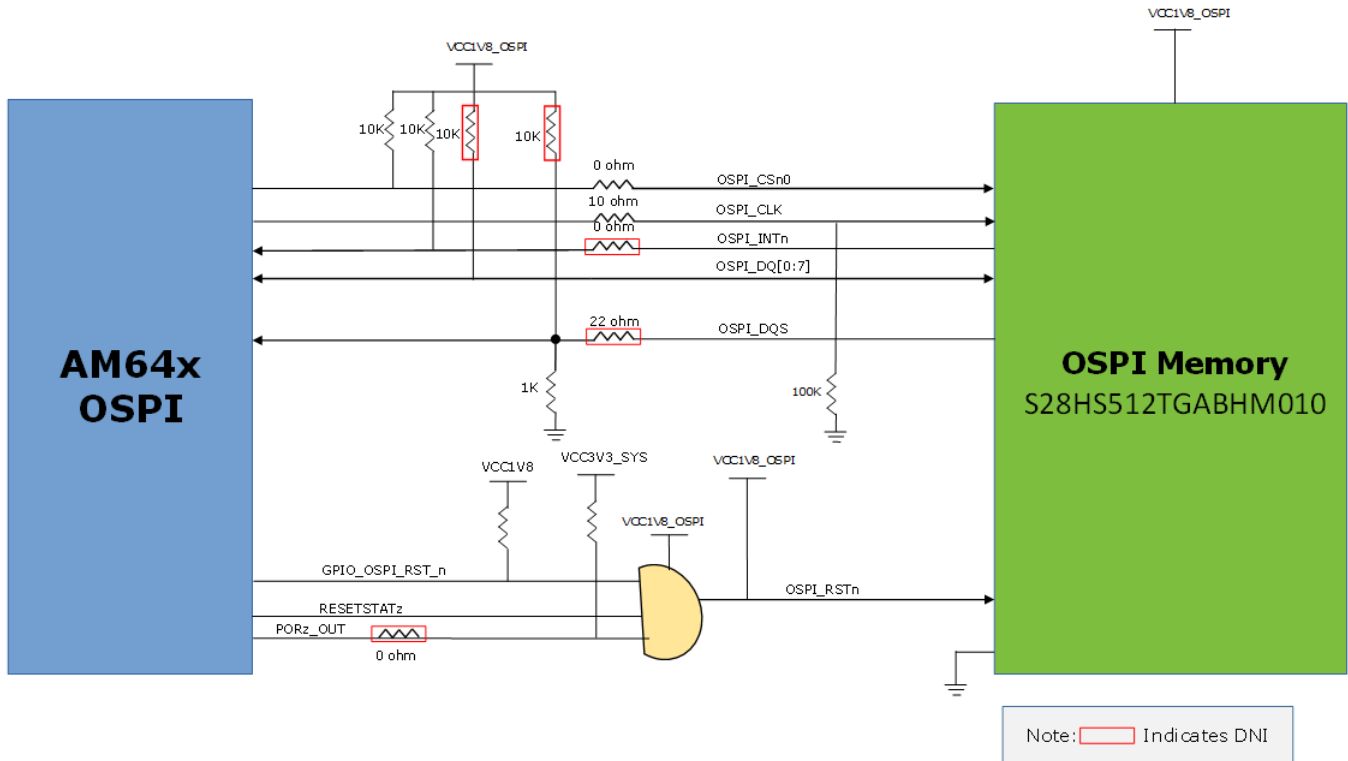 VCC1V8_OSPI
VCC1V8_OSPI
10K
10K
10K
10K
0 ohm
OSPI_CSn0
10 ohm
OSPI_CLK
0 ohm
OSPI_INTn
OSPI_DQ[0:7]
22 ohm
OSPI_DQS
AM64x
OSPI
OSPI Memory
S28HS512TGABHM010
1K
100K
VCC1V8
VCC3V3_SYS
VCC1V8_OSPI
VCC1V8_OSPI
GPIO_OSPI_RST_n
OSPI_RSTn
RESETSTATz
PORz_OUT
0 ohm
Note: Indicates DNI